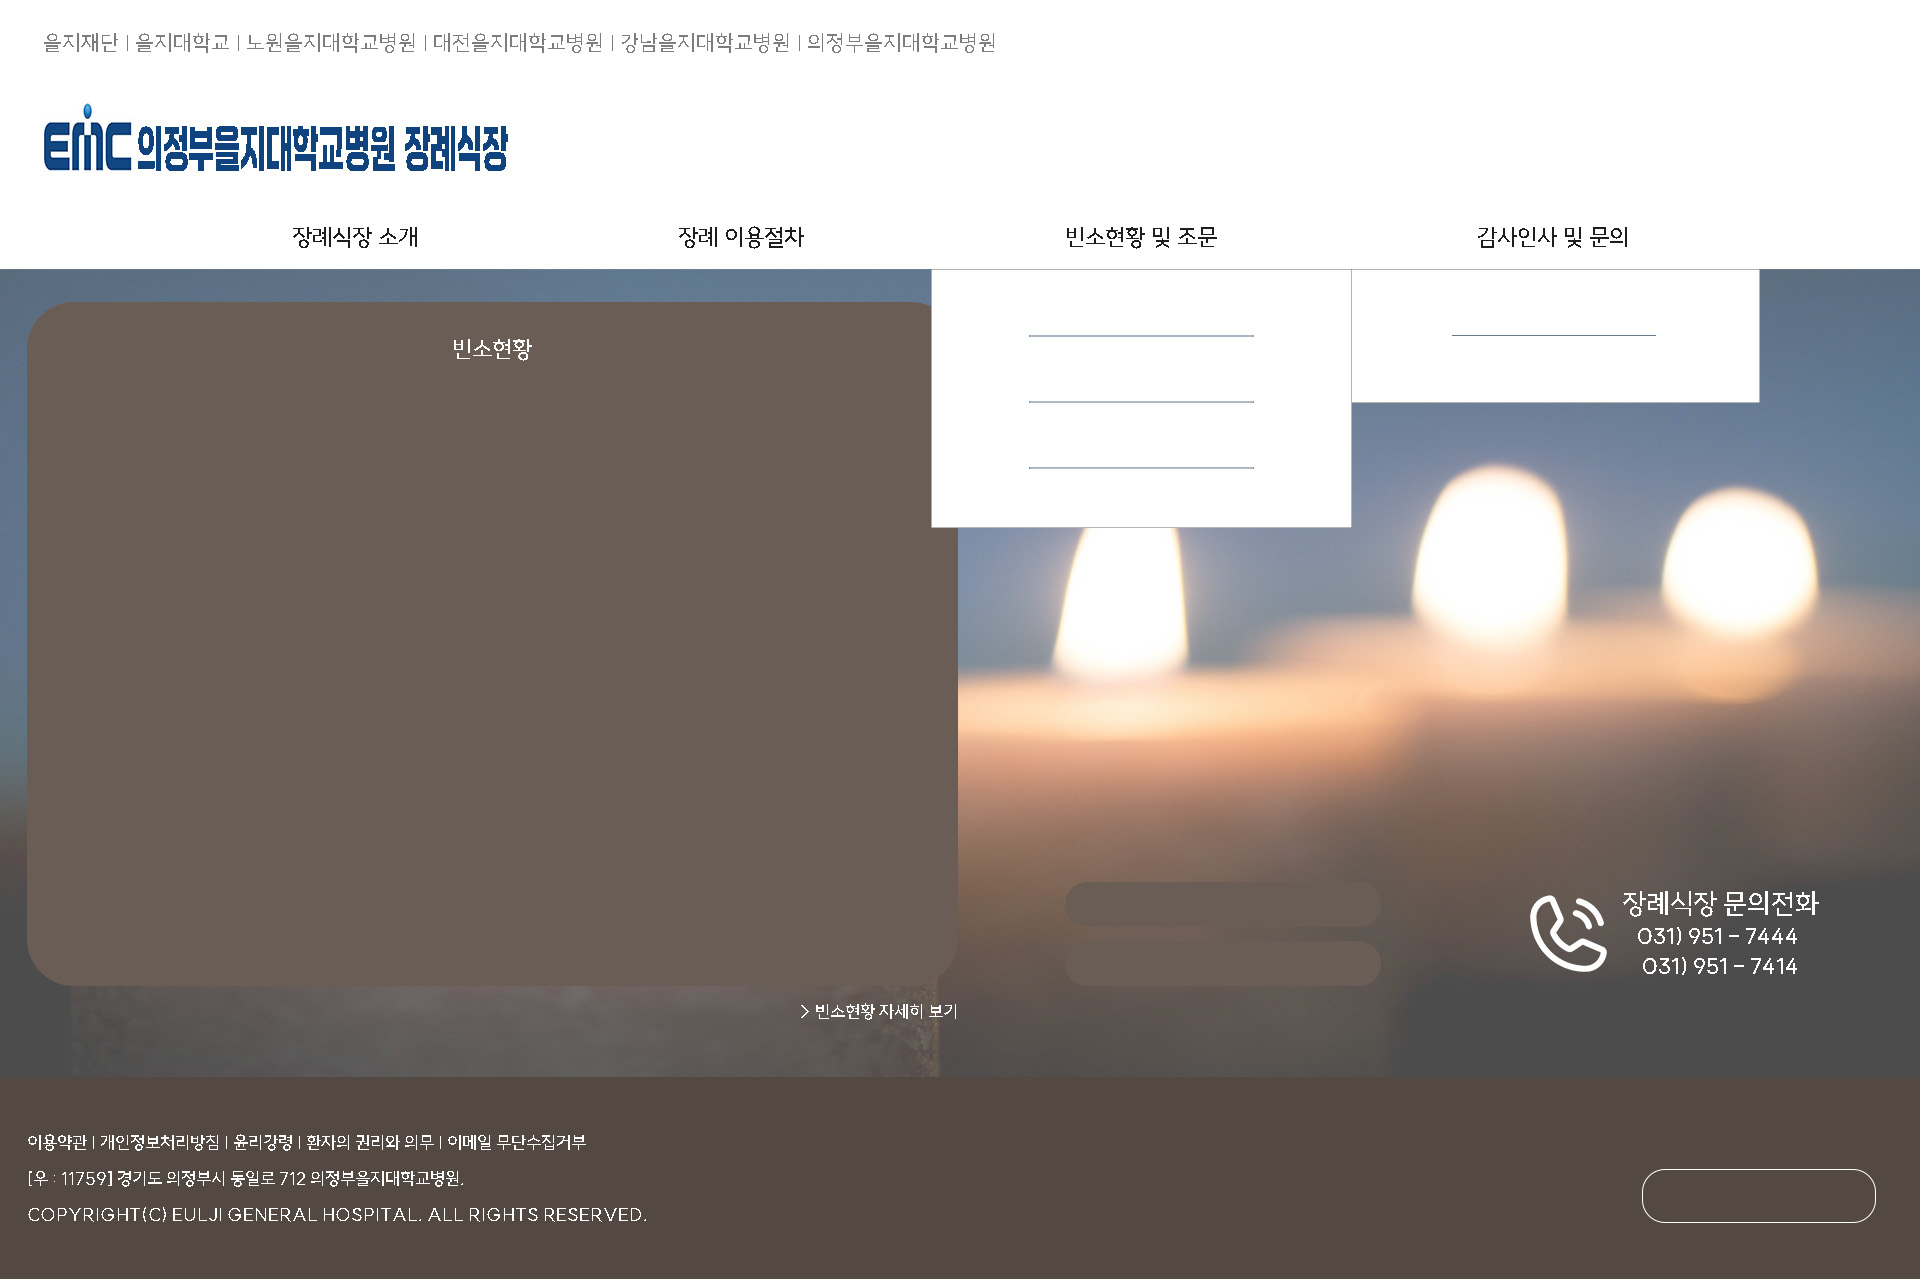 을지재단 | 을지대학교 | 노원을지대학교병원 | 대전을지대학교병원 | 강남을지대학교병원 | 의정부을지대학교병원
EMC 의정부을지대학교병원 장례식장
장례식장 소개 장례 이용절차 빈소현황 및 조문 감사인사 및 문의
빈소현황
장례식장 문의전화
031) 951 - 7444
031) 951 - 7414
> 빈소현황 자세히 보기
이용약관 | 개인정보처리방침 | 윤리강령 | 환자의 권리와 의무 | 이메일 무단수집거부
[우 : 11759] 경기도 의정부시 동일로 712 의정부을지대학교병원.
COPYRIGHT(C) EULJI GENERAL HOSPITAL. ALL RIGHTS RESERVED.